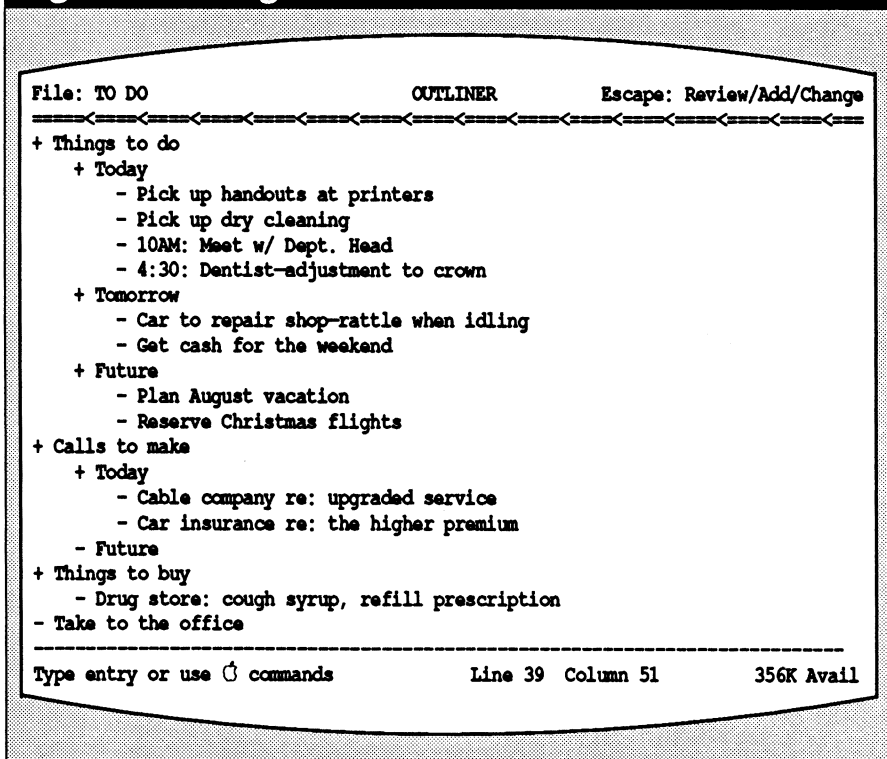 File: TO DO OUTLINER Escape: Review/Add/Change
=====<====<====<====<====<====<====<====<====<====<====<====<====<====<====<===
+ Things to do
+ Today
- Pick up handouts at printers
- Pick up dry cleaning
- 10AM: Meet w/ Dept. Head
- 4:30: Dentist—adjustment to crown
+ Tomorrow
- Car to repair shop—rattle when idling
- Get cash for the weekend
+ Future
- Plan August vacation
- Reserve Christmas flights
+ Calls to make
+ Today
- Cable company re: upgraded service
- Car insurance re: the higher premium
- Future
+ Things to buy
- Drug store: cough syrup, refill prescription
- Take to the office
-----------------------------------------------------------------------------
Type entry or use commands Line 39 Column 51 356K Avail